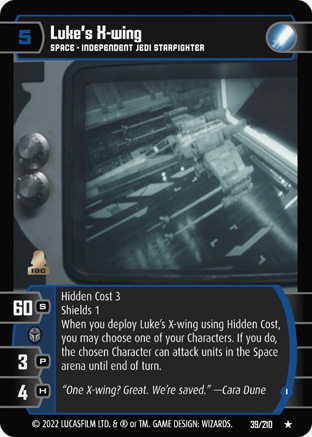 5
Luke's X-wing
SPACE - INDEPENDENT JEDI STARFIGHTER
IDC
60 S
3 P
4 H
Hidden Cost 3
Shields 1
When you deploy Luke's X-wing using Hidden Cost,
you may choose one of your Characters. If you do,
the chosen Character can attack units in the Space
arena until end of turn.
"One X-wing? Great. We're saved." —Cara Dune
1
© 2022 LUCASFILM LTD. & ® or TM. GAME DESIGN: WIZARDS. 39/210 ★